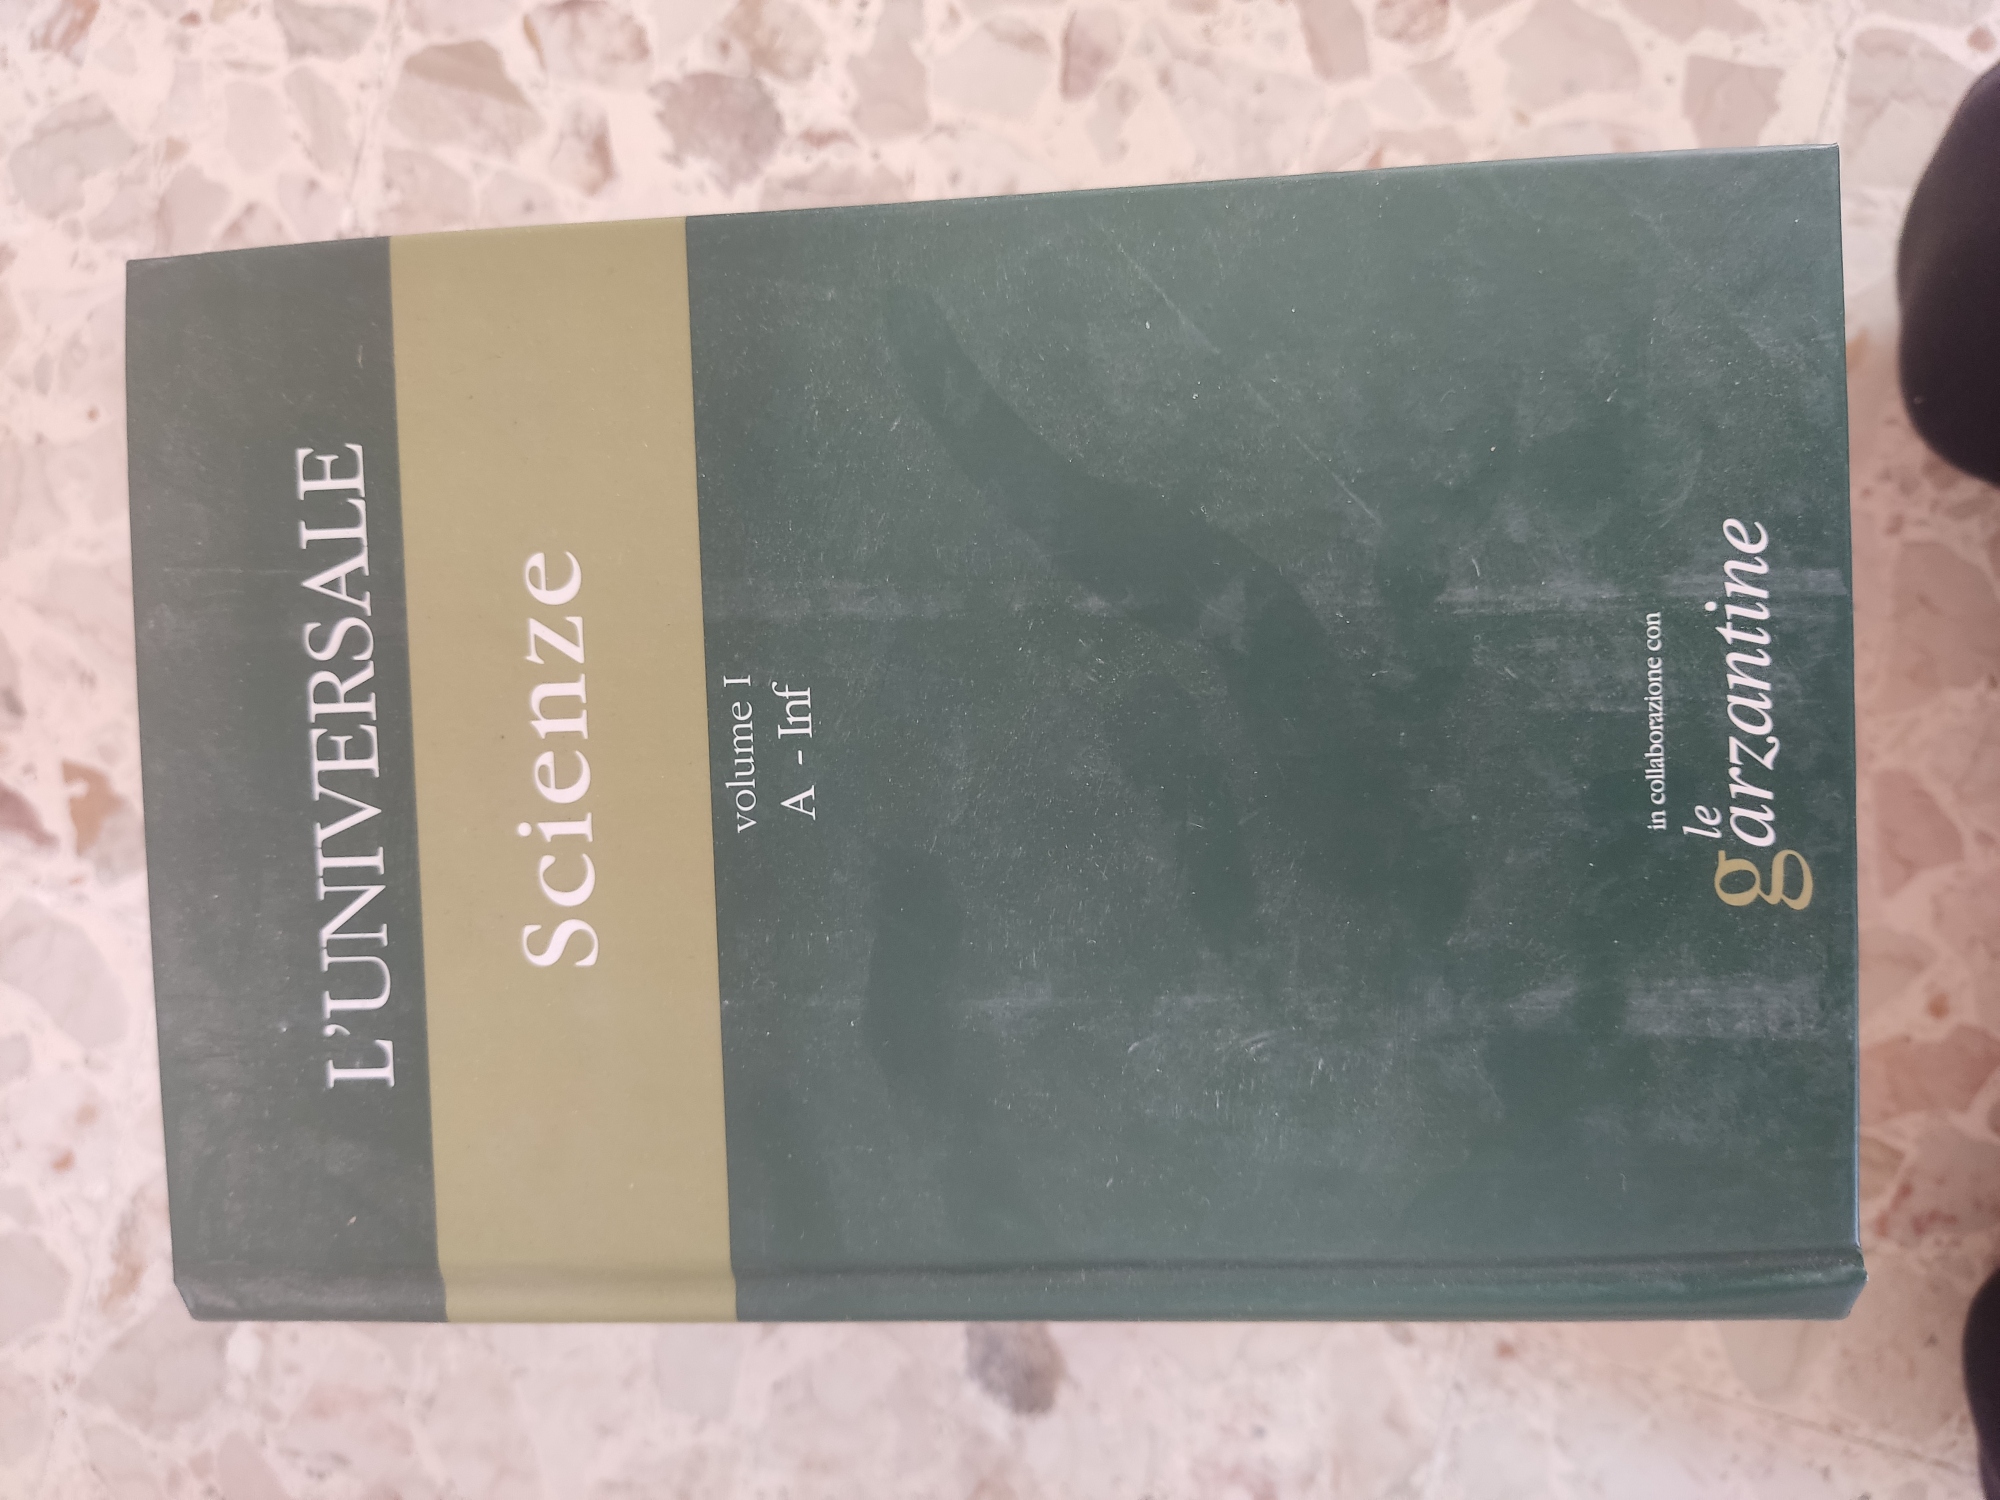 L'UNIVERSALE
Scienze
volume I
A - Inf
in collaborazione con
le
garzantine